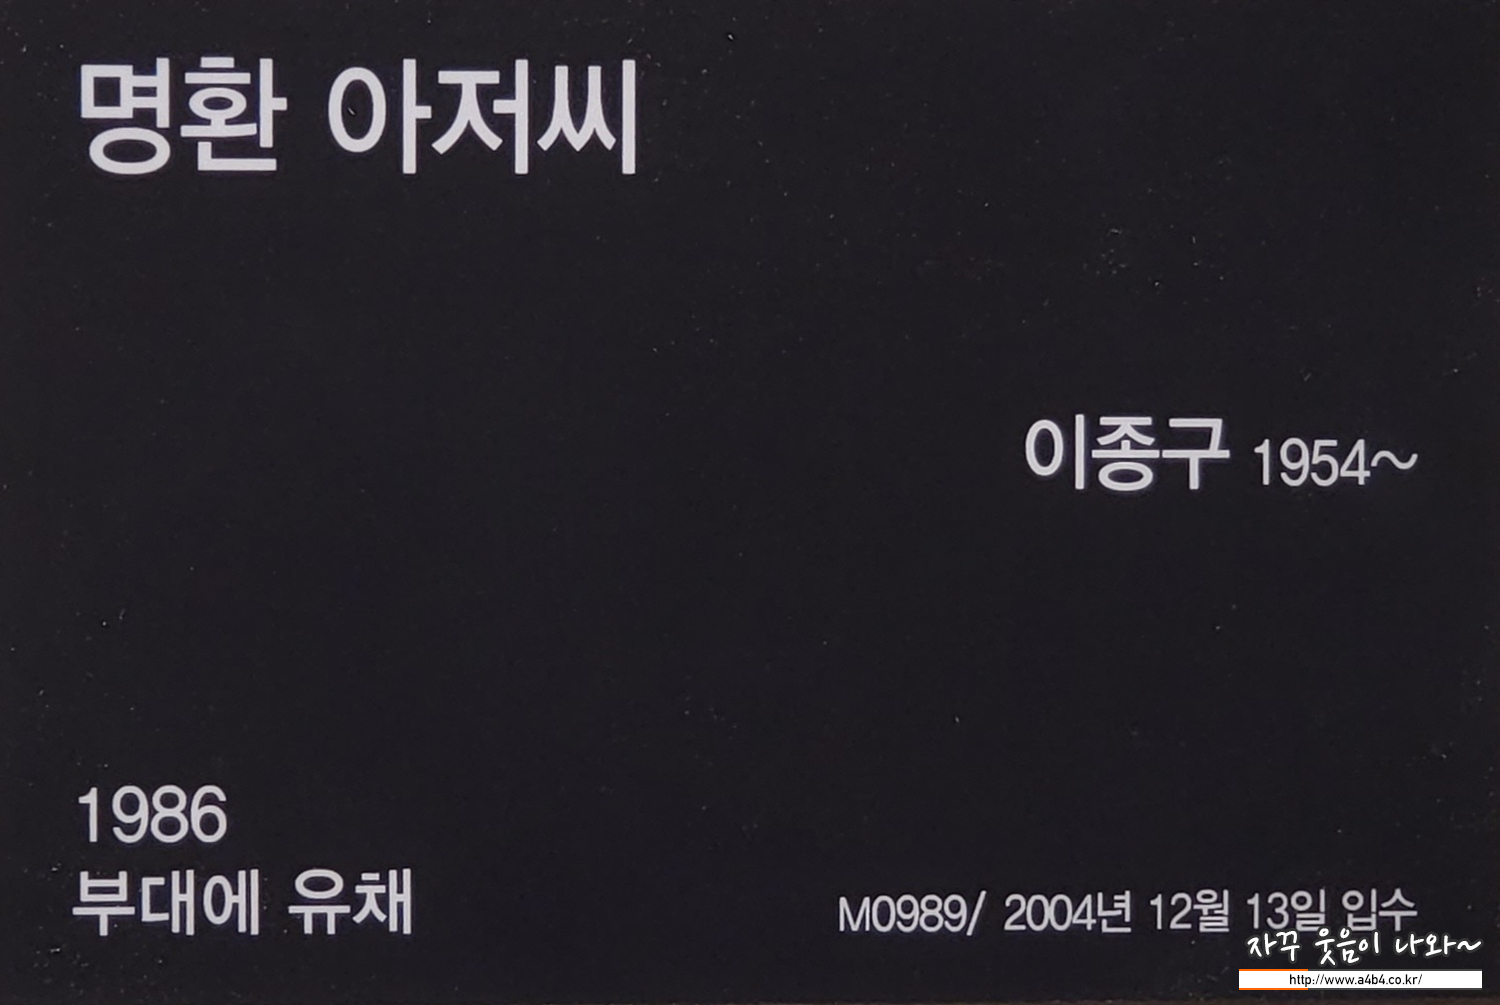 명환 아저씨
이종구 1954~
1986
부대에 유채
M0989/ 2004년 12월 13일 입수
자꾸 웃음이 나와~
http://www.a4b4.co.kr/